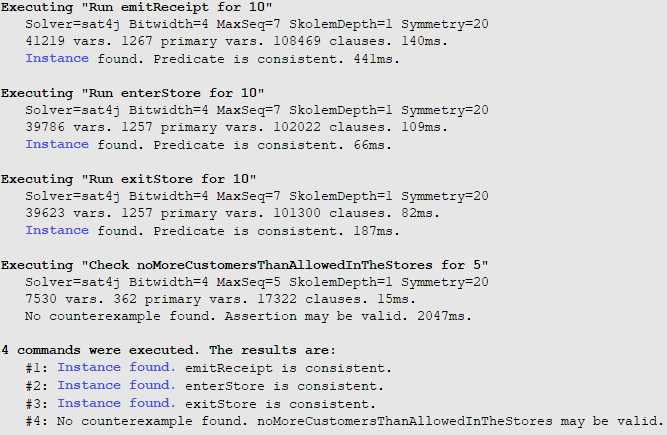 Executing "Run emitReceipt for 10"
Solver=sat4j Bitwidth=4 MaxSeq=7 SkolemDepth=1 Symmetry=20
41219 vars. 1267 primary vars. 108469 clauses. 140ms.
Instance found. Predicate is consistent. 441ms.
Executing "Run enterStore for 10"
Solver=sat4j Bitwidth=4 MaxSeq=7 SkolemDepth=1 Symmetry=20
39786 vars. 1257 primary vars. 102022 clauses. 109ms.
Instance found. Predicate is consistent. 66ms.
Executing "Run exitStore for 10"
Solver=sat4j Bitwidth=4 MaxSeq=7 SkolemDepth=1 Symmetry=20
39623 vars. 1257 primary vars. 101300 clauses. 82ms.
Instance found. Predicate is consistent. 187ms.
Executing "Check noMoreCustomersThanAllowedInTheStores for 5"
Solver=sat4j Bitwidth=4 MaxSeq=5 SkolemDepth=1 Symmetry=20
7530 vars. 362 primary vars. 17322 clauses. 15ms.
No counterexample found. Assertion may be valid. 2047ms.
4 commands were executed. The results are:
#1: Instance found. emitReceipt is consistent.
#2: Instance found. enterStore is consistent.
#3: Instance found. exitStore is consistent.
#4: No counterexample found. noMoreCustomersThanAllowedInTheStores may be valid.